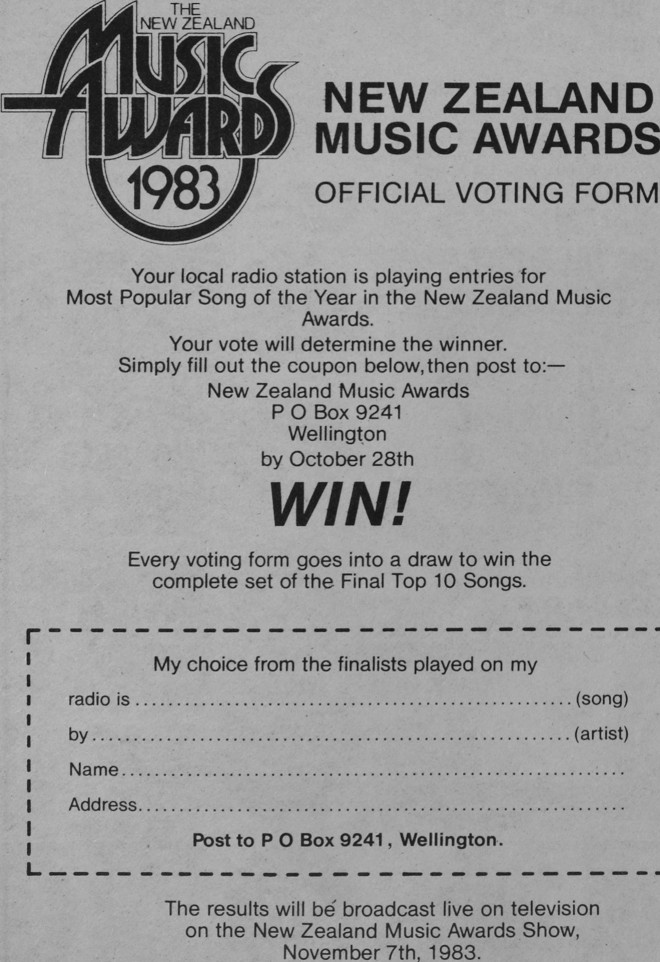 THE
NEW ZEALAND
MUSIC
AWARDS
1983
NEW ZEALAND
MUSIC AWARDS
OFFICIAL VOTING FORM
Your local radio station is playing entries for
Most Popular Song of the Year in the New Zealand Music
Awards.
Your vote will determine the winner.
Simply fill out the coupon below, then post to:—
New Zealand Music Awards
P O Box 9241
Wellington
by October 28th
WIN!
Every voting form goes into a draw to win the
complete set of the Final Top 10 Songs.
My choice from the finalists played on my
radio is ..................................................... (song)
by .......................................................... (artist)
Name.............................................................
Address...........................................................
Post to P O Box 9241, Wellington.
The results will be broadcast live on television
on the New Zealand Music Awards Show,
November 7th, 1983.